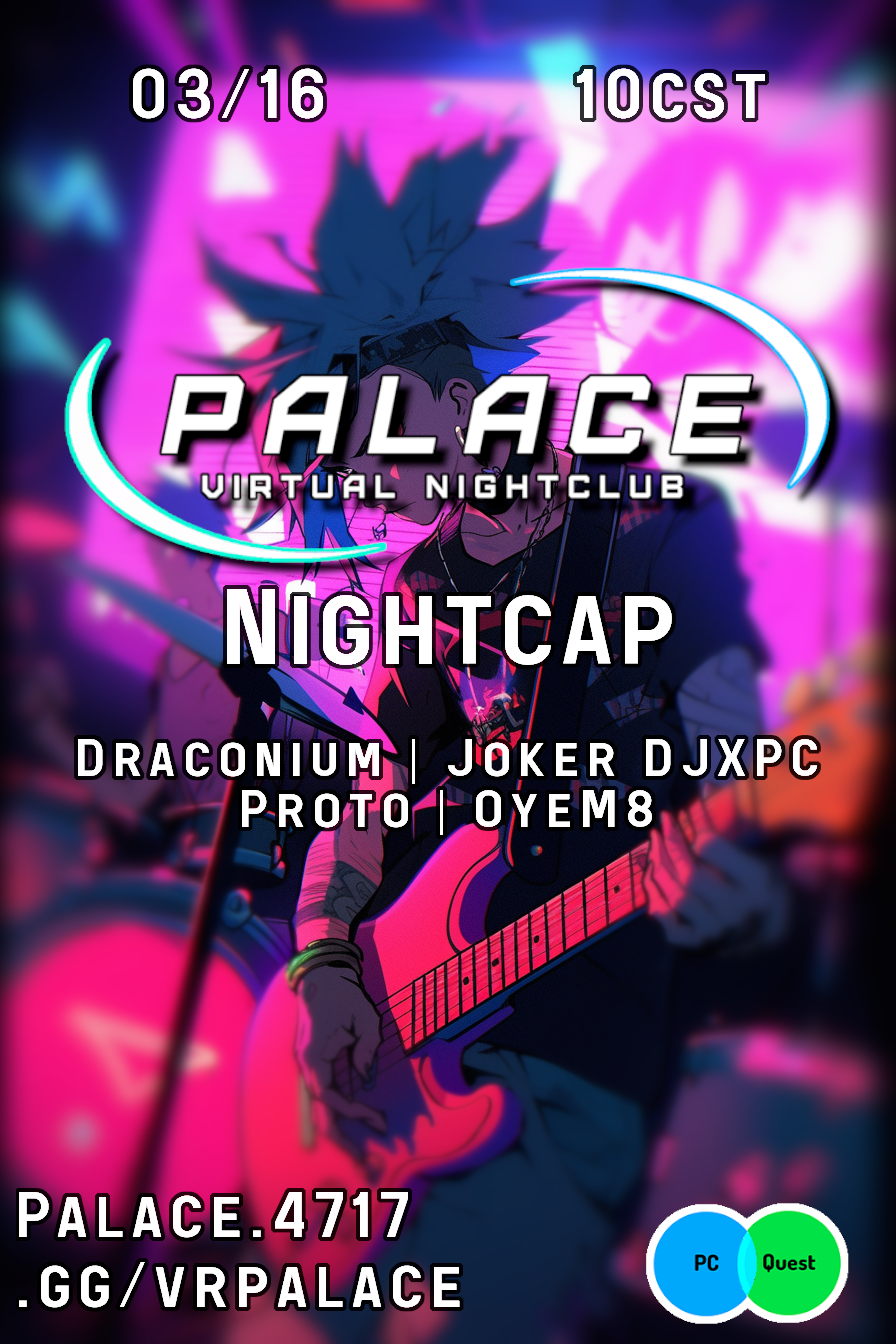 03/16 10CST
PALACE
VIRTUAL NIGHTCLUB
NIGHTCAP
DRACONIUM | JOKER DJXPC
PROTO | OYEM8
PALACE.4717
.GG/VRPALACE
PC Quest